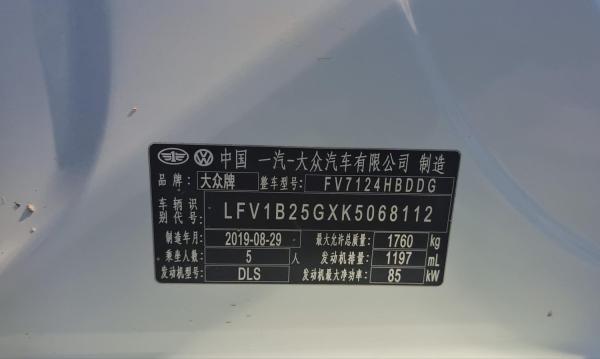 中国 一汽-大众汽车有限公司 制造
品牌: 大众牌 整车型号: FV7124HBDDG
车辆识别代号: LFV1B25GXK5068112
制造年月: 2019-08-29 最大允许总质量: 1760 kg
乘坐人数: 5 人 发动机排量: 1197 mL
发动机型号: DLS 发动机最大净功率: 85 kW